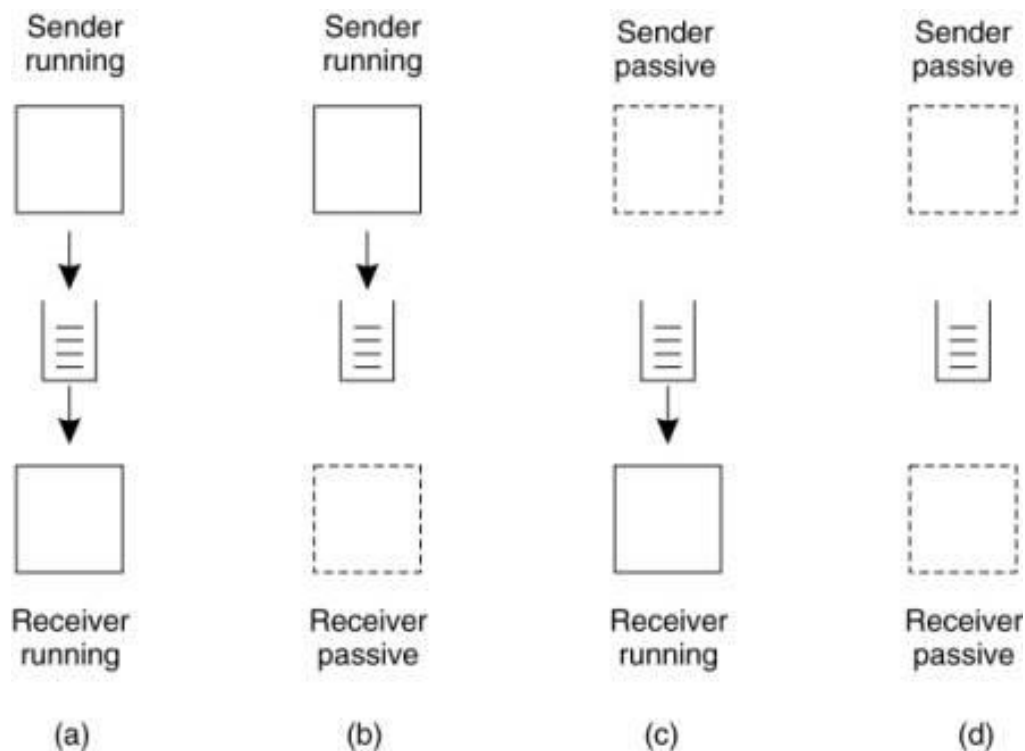 Sender
running
Sender
running
Sender
passive
Sender
passive
Receiver
running
Receiver
passive
Receiver
running
Receiver
passive
(a)
(b)
(c)
(d)